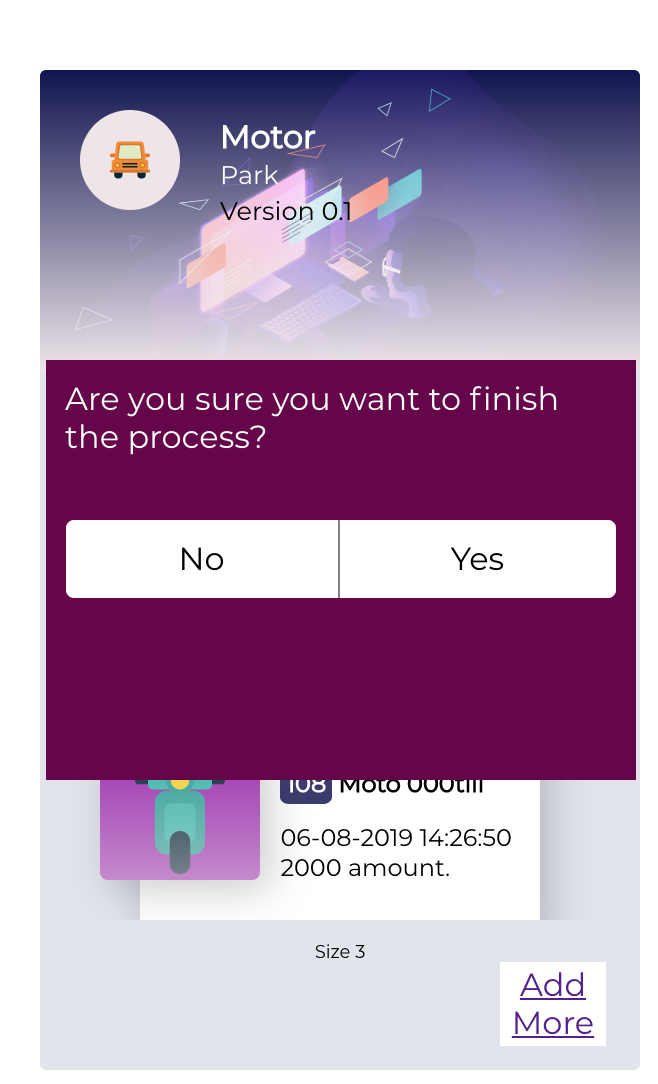 Motor
Park
Version 0.1
Are you sure you want to finish
the process?
No
Yes
108 Moto 000till
06-08-2019 14:26:50
2000 amount.
Size 3
Add
More